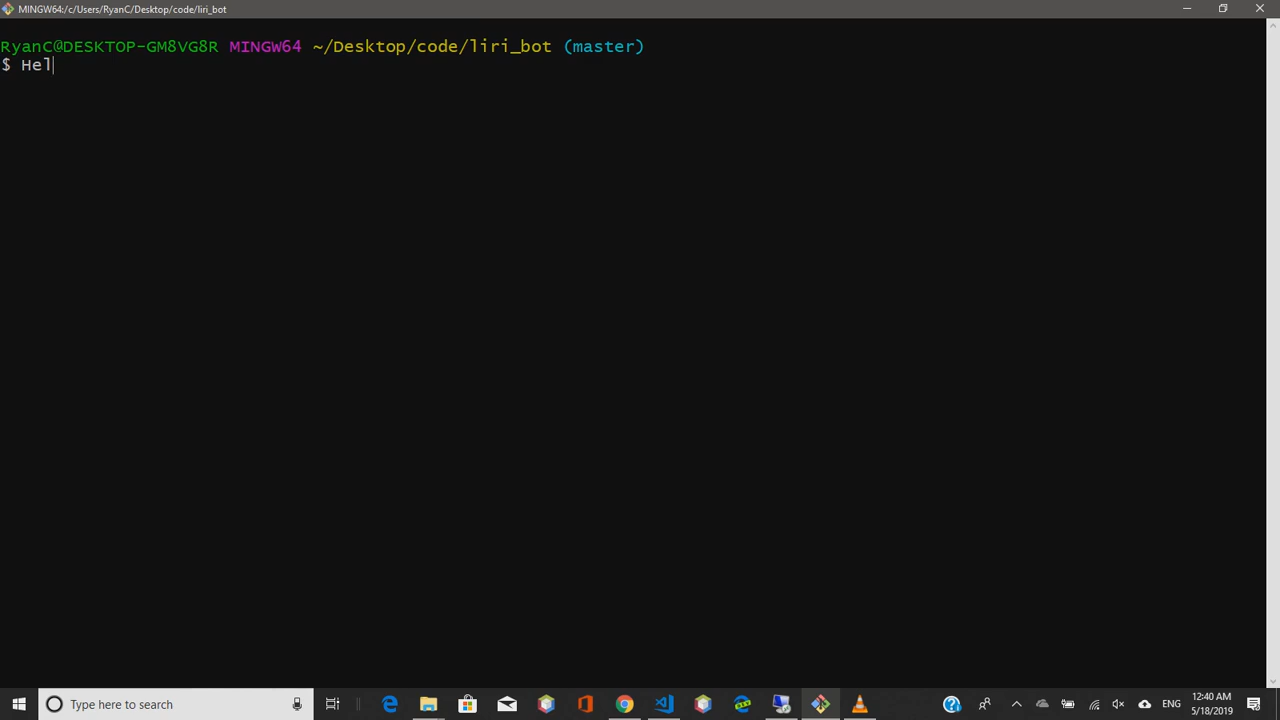 MINGW64:/c/Users/RyanC/Desktop/code/liri_bot
RyanC@DESKTOP-GM8VG8R MINGW64 ~/Desktop/code/liri_bot (master)
$ Hel
Type here to search
ENG
12:40 AM
5/18/2019